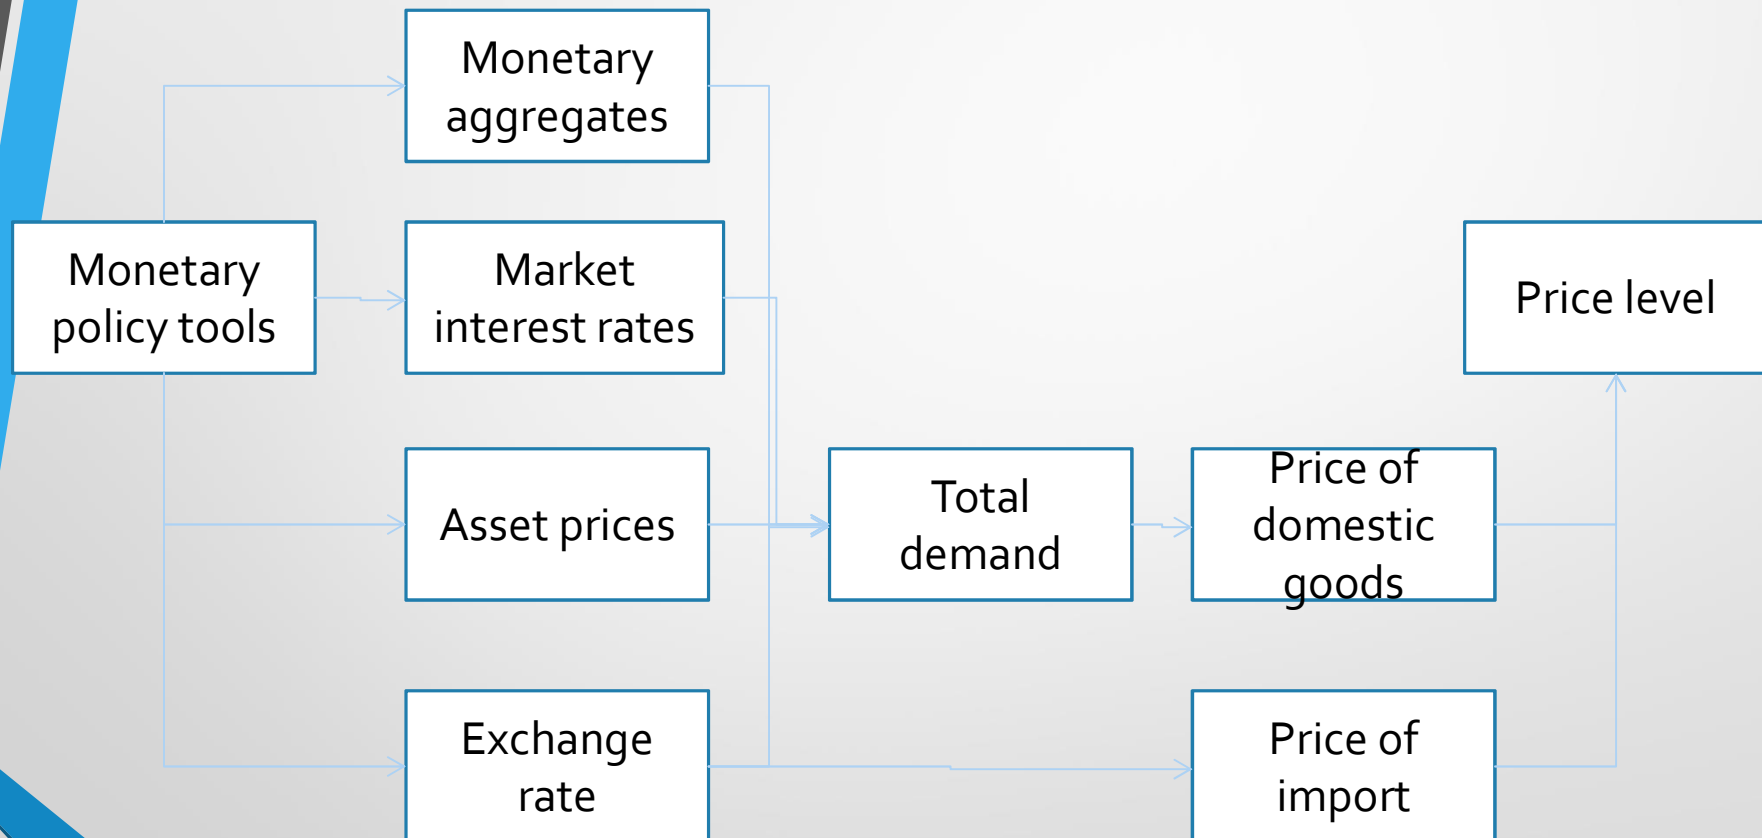 Monetary
aggregates
Monetary
policy tools
Market
interest rates
Price level
Asset prices
Total
demand
Price of
domestic
goods
Exchange
rate
Price of
import